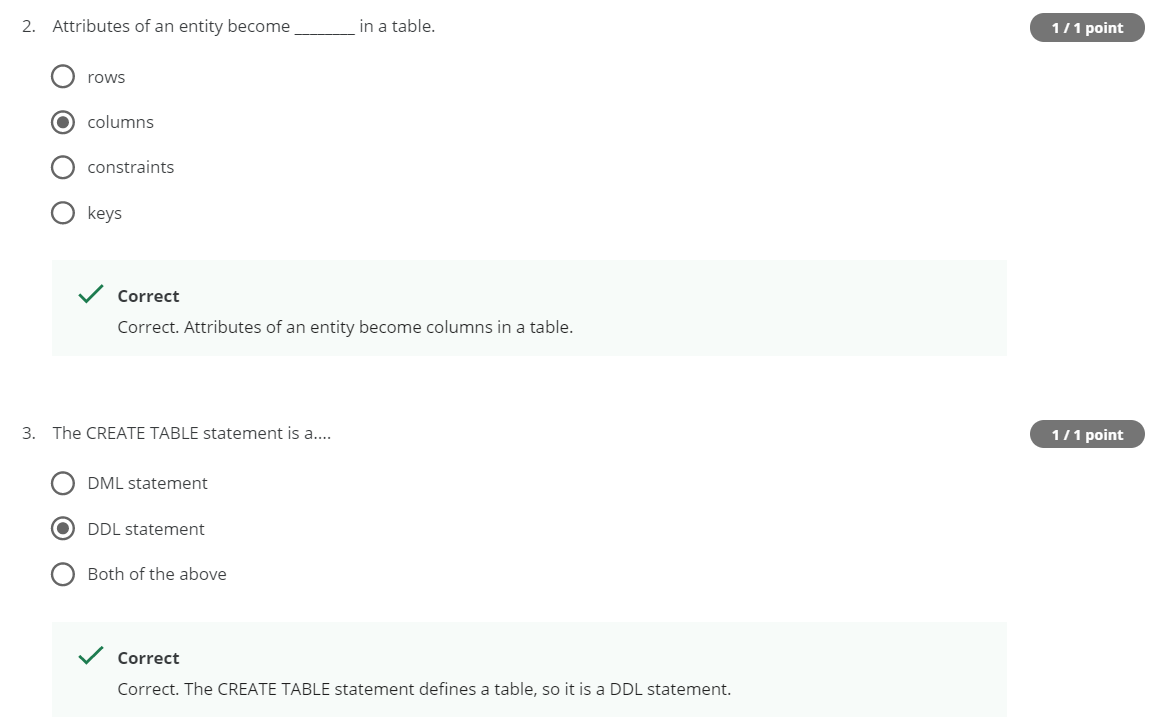 2. Attributes of an entity become ________ in a table.
1 / 1 point
rows
columns
constraints
keys
Correct
Correct. Attributes of an entity become columns in a table.
3. The CREATE TABLE statement is a....
1 / 1 point
DML statement
DDL statement
Both of the above
Correct
Correct. The CREATE TABLE statement defines a table, so it is a DDL statement.